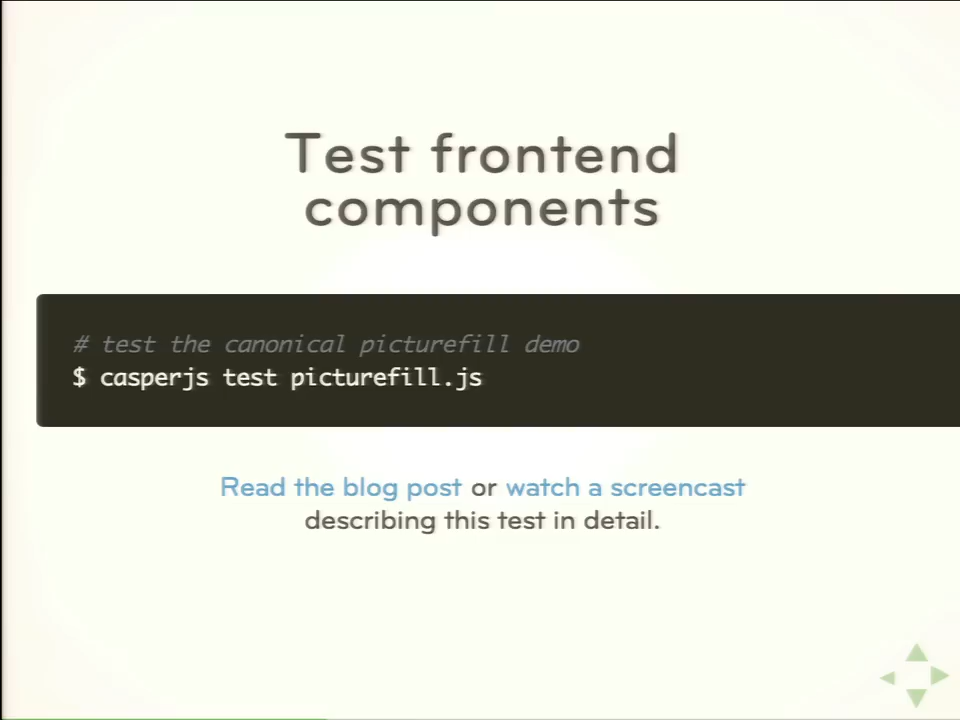 Test frontend
components
# test the canonical picturefill demo
$ casperjs test picturefill.js
Read the blog post or watch a screencast
describing this test in detail.